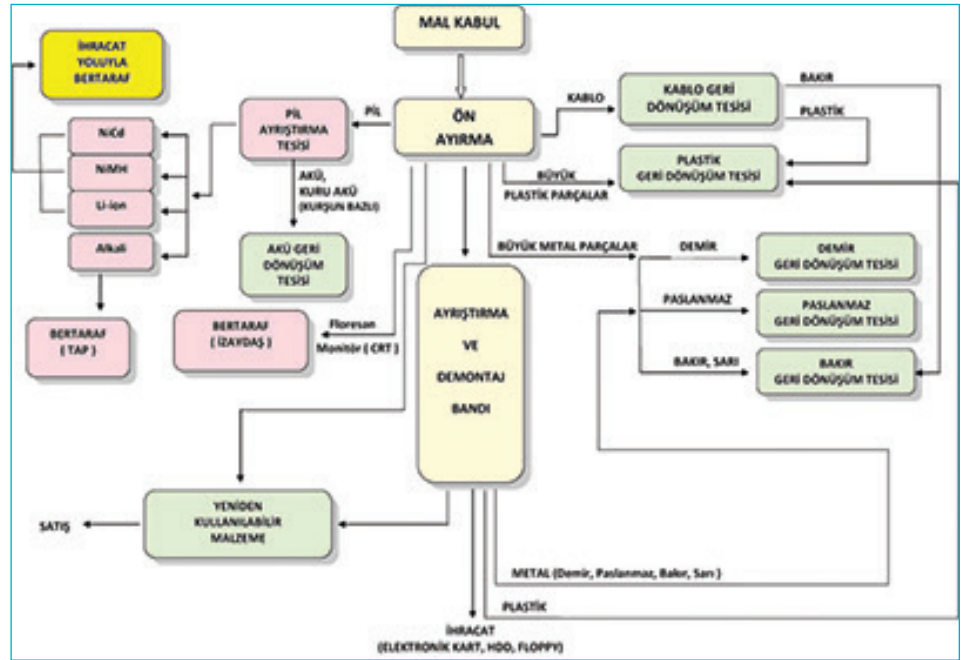 MAL KABUL
İHRACAT
YOLUYLA
BERTARAF
NiCd
NiMH
Li-ion
Alkali
BERTARAF
( TAP )
PİL
AYRIŞTIRMA
TESİSİ
PİL
ÖN
AYIRMA
KABLO
KABLO GERİ
DÖNÜŞÜM TESİSİ
BAKIR
PLASTİK
PLASTİK
GERİ DÖNÜŞÜM TESİSİ
BÜYÜK
PLASTİK PARÇALAR
AKÜ,
KURU AKÜ
(KURŞUN BAZLI)
AKÜ GERİ
DÖNÜŞÜM
TESİSİ
BERTARAF
( İZAYDAŞ )
Floresan
Monitör ( CRT )
AYRIŞTIRMA
VE
DEMONTAJ
BANDI
BÜYÜK METAL PARÇALAR
DEMİR
DEMİR
GERİ DÖNÜŞÜM TESİSİ
PASLANMAZ
PASLANMAZ
GERİ DÖNÜŞÜM TESİSİ
BAKIR, SARI
BAKIR
GERİ DÖNÜŞÜM TESİSİ
SATIŞ
YENİDEN
KULLANILABİLİR
MALZEME
METAL (Demir, Paslanmaz, Bakır, Sarı )
PLASTİK
İHRACAT
(ELEKTRONİK KART, HDD, FLOPPY)